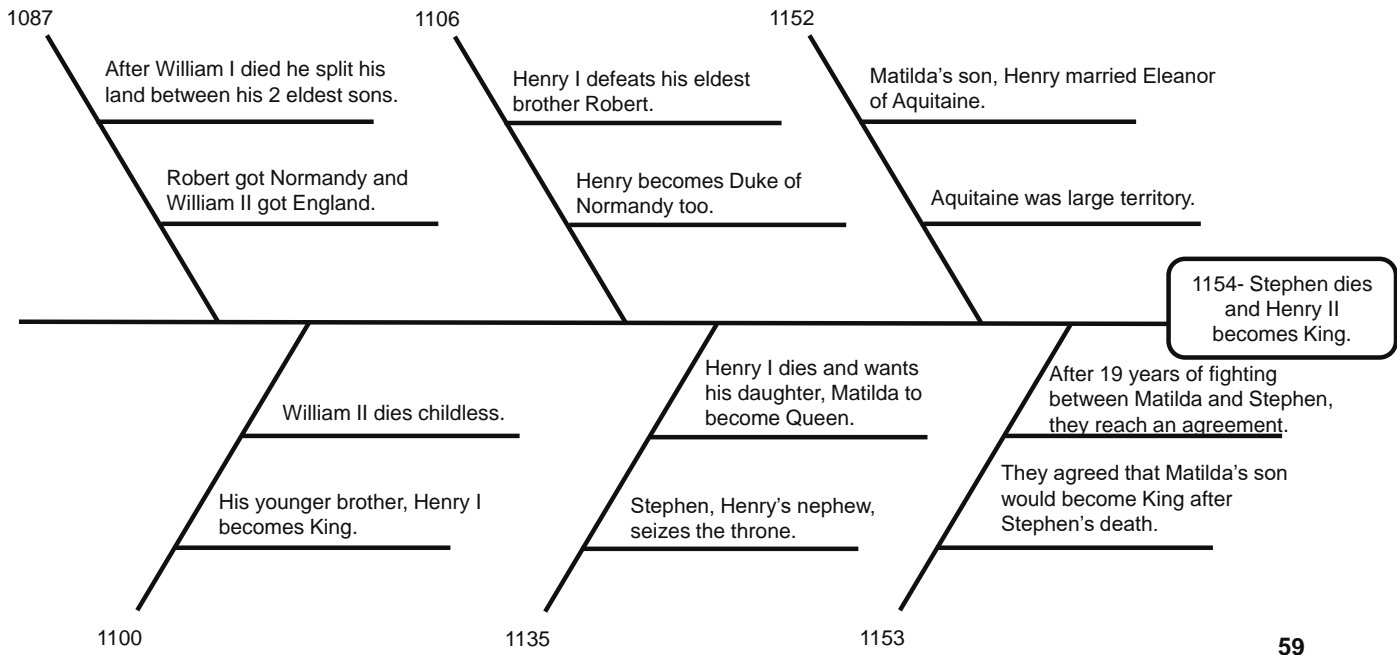 1087
After William I died he split his
land between his 2 eldest sons.
Robert got Normandy and
William II got England.
1106
Henry I defeats his eldest
brother Robert.
Henry becomes Duke of
Normandy too.
1152
Matilda's son, Henry married Eleanor
of Aquitaine.
Aquitaine was large territory.
1154- Stephen dies
and Henry II
becomes King.
William II dies childless.
His younger brother, Henry I
becomes King.
1100
Henry I dies and wants
his daughter, Matilda to
become Queen.
Stephen, Henry's nephew,
seizes the throne.
1135
After 19 years of fighting
between Matilda and Stephen,
they reach an agreement.
They agreed that Matilda's son
would become King after
Stephen's death.
1153
59